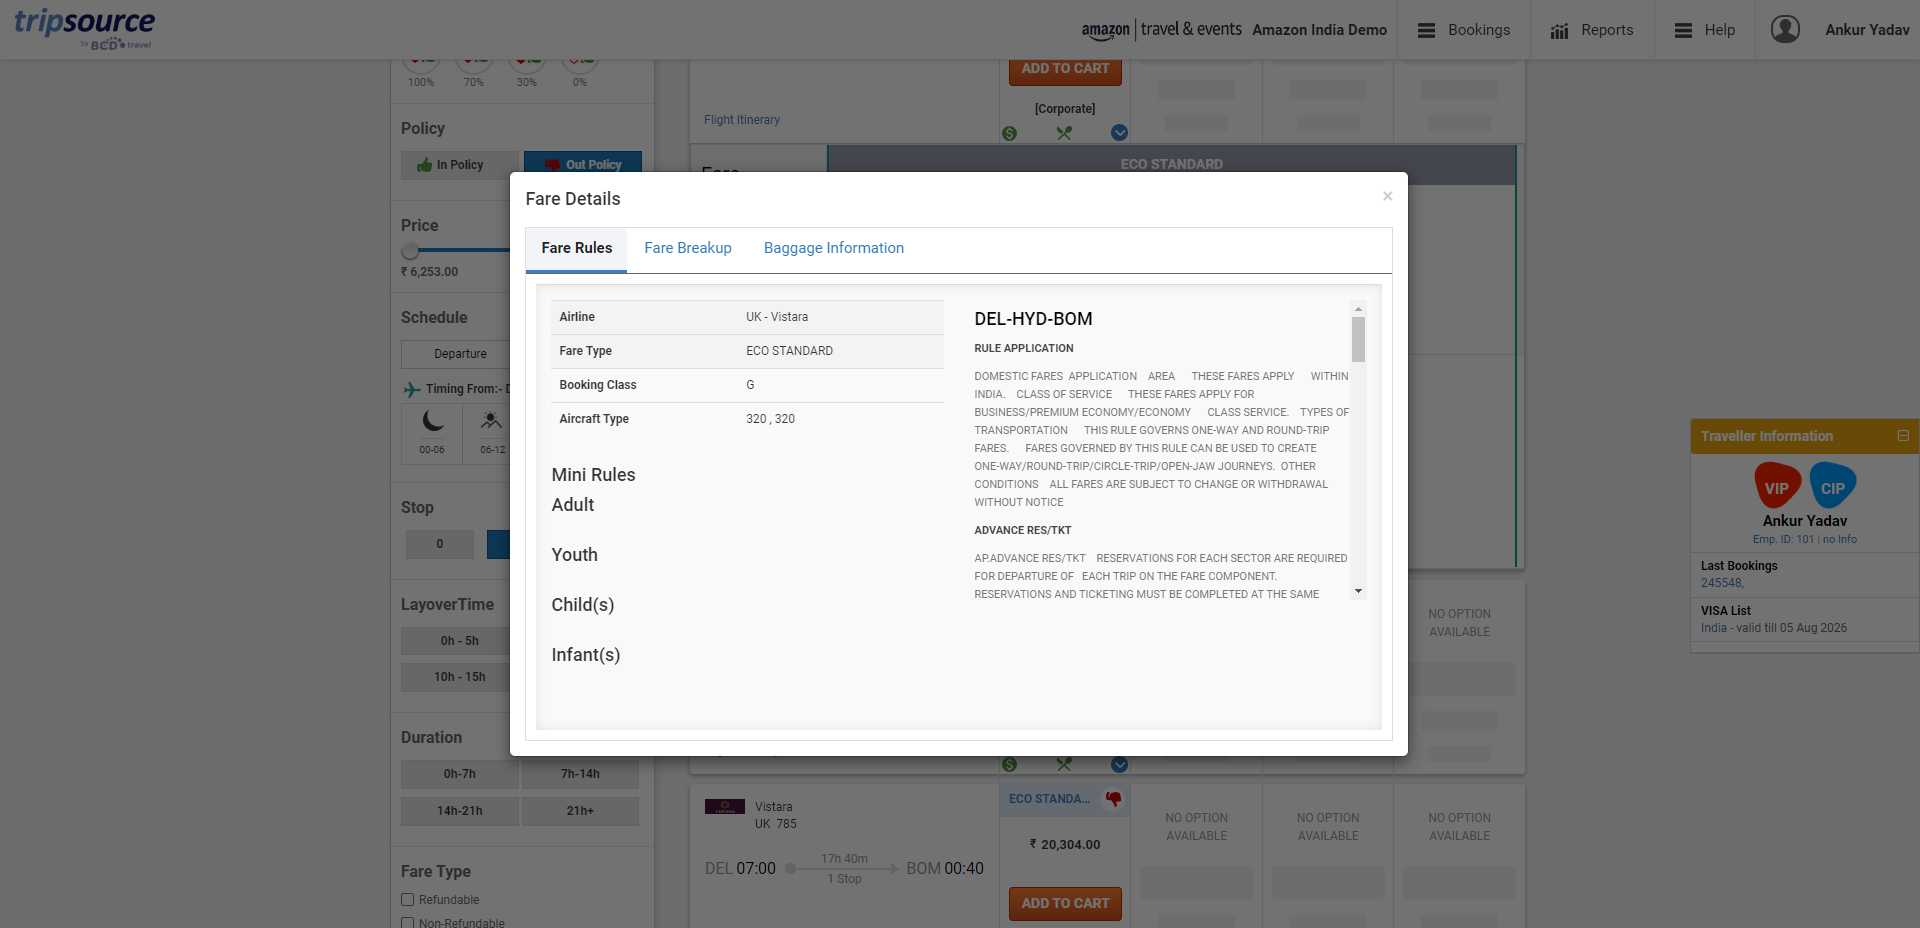 tripsource
by BCD travel
amazon travel & events Amazon India Demo
Bookings
Reports
Help
Ankur Yadav
100% 70% 30% 0%
Policy
In Policy Out Policy
Price
₹ 6,253.00
Schedule
Departure
Timing From:- D
00-06 06-12
Stop
0
LayoverTime
0h - 5h
10h - 15h
Duration
0h-7h 7h-14h
14h-21h 21h+
Fare Type
Refundable
Non-Refundable
ADD TO CART
[Corporate]
Flight Itinerary
ECO STANDARD
Fare Details
×
Fare Rules Fare Breakup Baggage Information
Airline UK - Vistara
Fare Type ECO STANDARD
Booking Class G
Aircraft Type 320 , 320
Mini Rules
Adult
Youth
Child(s)
Infant(s)
DEL-HYD-BOM
RULE APPLICATION
DOMESTIC FARES APPLICATION AREA THESE FARES APPLY WITHIN
INDIA. CLASS OF SERVICE THESE FARES APPLY FOR
BUSINESS/PREMIUM ECONOMY/ECONOMY CLASS SERVICE. TYPES OF
TRANSPORTATION THIS RULE GOVERNS ONE-WAY AND ROUND-TRIP
FARES. FARES GOVERNED BY THIS RULE CAN BE USED TO CREATE
ONE-WAY/ROUND-TRIP/CIRCLE-TRIP/OPEN-JAW JOURNEYS. OTHER
CONDITIONS ALL FARES ARE SUBJECT TO CHANGE OR WITHDRAWAL
WITHOUT NOTICE
ADVANCE RES/TKT
AP.ADVANCE RES/TKT RESERVATIONS FOR EACH SECTOR ARE REQUIRED
FOR DEPARTURE OF EACH TRIP ON THE FARE COMPONENT.
RESERVATIONS AND TICKETING MUST BE COMPLETED AT THE SAME
NO OPTION
AVAILABLE
Vistara
UK 785
DEL 07:00
17h 40m
1 Stop
BOM 00:40
ECO STANDA...
₹ 20,304.00
ADD TO CART
NO OPTION
AVAILABLE
NO OPTION
AVAILABLE
NO OPTION
AVAILABLE
Traveller Information
VIP CIP
Ankur Yadav
Emp. ID: 101 | no Info
Last Bookings
245548,
VISA List
India - valid till 05 Aug 2026